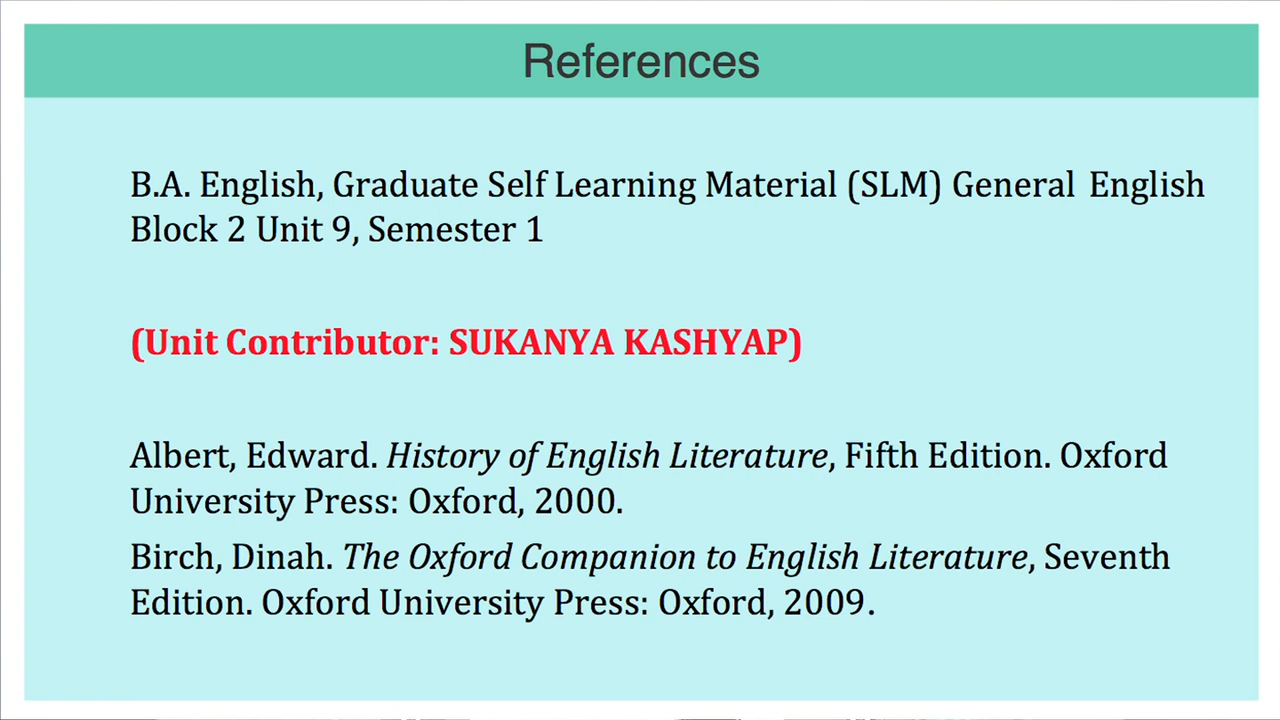 References
B.A. English, Graduate Self Learning Material (SLM) General English
Block 2 Unit 9, Semester 1
(Unit Contributor: SUKANYA KASHYAP)
Albert, Edward. History of English Literature, Fifth Edition. Oxford
University Press: Oxford, 2000.
Birch, Dinah. The Oxford Companion to English Literature, Seventh
Edition. Oxford University Press: Oxford, 2009.